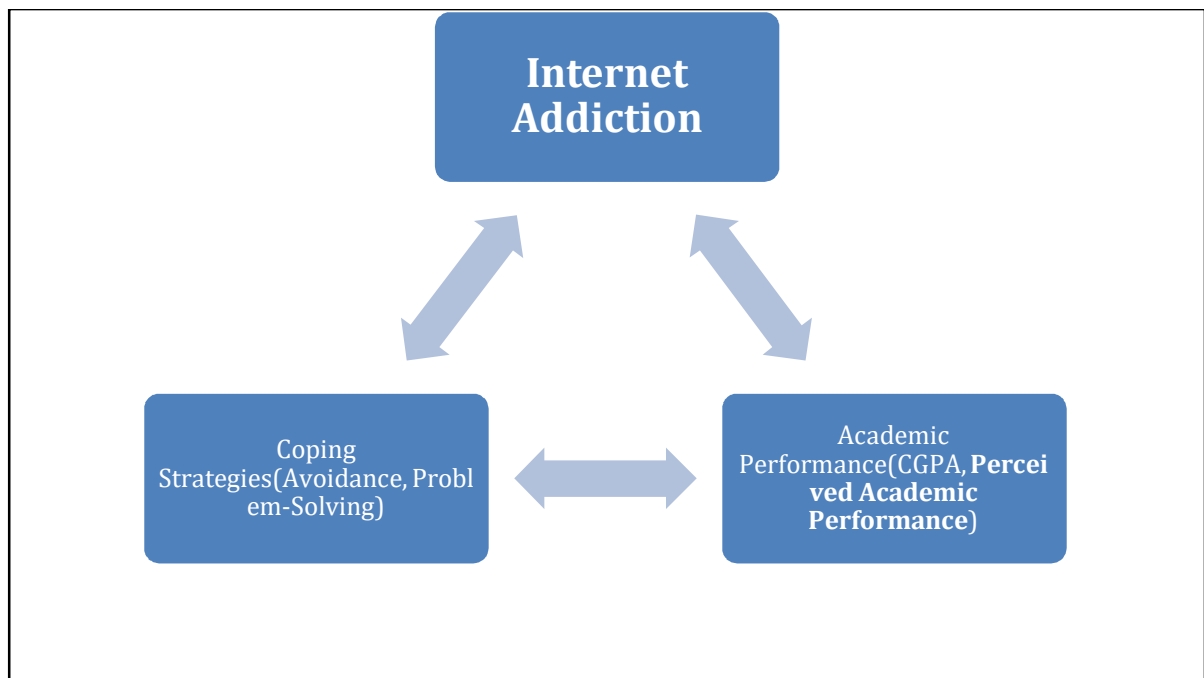 Internet
Addiction
Coping
Strategies(Avoidance, Probl
em-Solving)
Academic
Performance(CGPA, Percei
ved Academic
Performance)